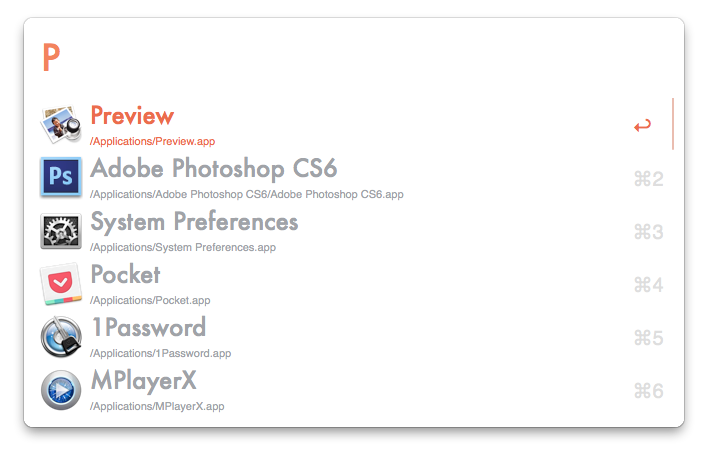 P
Preview
/Applications/Preview.app
Ps
Adobe Photoshop CS6
/Applications/Adobe Photoshop CS6/Adobe Photoshop CS6.app
⌘2
System Preferences
/Applications/System Preferences.app
⌘3
Pocket
/Applications/Pocket.app
⌘4
1Password
/Applications/1Password.app
⌘5
MPlayerX
/Applications/MPlayerX.app
⌘6